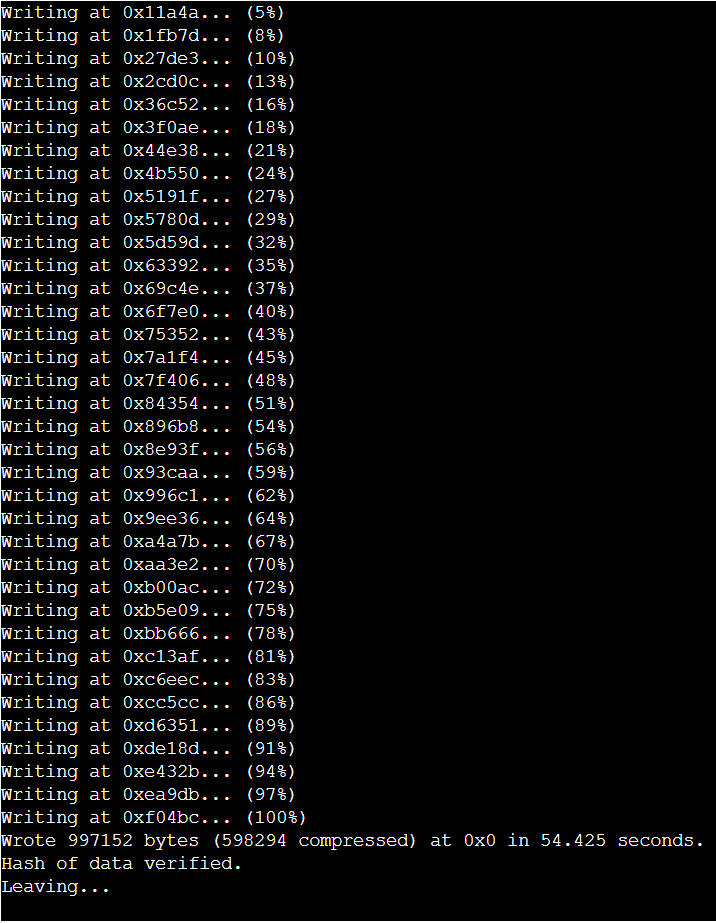 Writing at 0x11a4a... (5%)
Writing at 0x1fb7d... (8%)
Writing at 0x27de3... (10%)
Writing at 0x2cd0c... (13%)
Writing at 0x36c52... (16%)
Writing at 0x3f0ae... (18%)
Writing at 0x44e38... (21%)
Writing at 0x4b550... (24%)
Writing at 0x5191f... (27%)
Writing at 0x5780d... (29%)
Writing at 0x5d59d... (32%)
Writing at 0x63392... (35%)
Writing at 0x69c4e... (37%)
Writing at 0x6f7e0... (40%)
Writing at 0x75352... (43%)
Writing at 0x7a1f4... (45%)
Writing at 0x7f406... (48%)
Writing at 0x84354... (51%)
Writing at 0x896b8... (54%)
Writing at 0x8e93f... (56%)
Writing at 0x93caa... (59%)
Writing at 0x996c1... (62%)
Writing at 0x9ee36... (64%)
Writing at 0xa4a7b... (67%)
Writing at 0xaa3e2... (70%)
Writing at 0xb00ac... (72%)
Writing at 0xb5e09... (75%)
Writing at 0xbb666... (78%)
Writing at 0xc13af... (81%)
Writing at 0xc6eec... (83%)
Writing at 0xcc5cc... (86%)
Writing at 0xd6351... (89%)
Writing at 0xde18d... (91%)
Writing at 0xe432b... (94%)
Writing at 0xea9db... (97%)
Writing at 0xf04bc... (100%)
Wrote 997152 bytes (598294 compressed) at 0x0 in 54.425 seconds.
Hash of data verified.
Leaving...